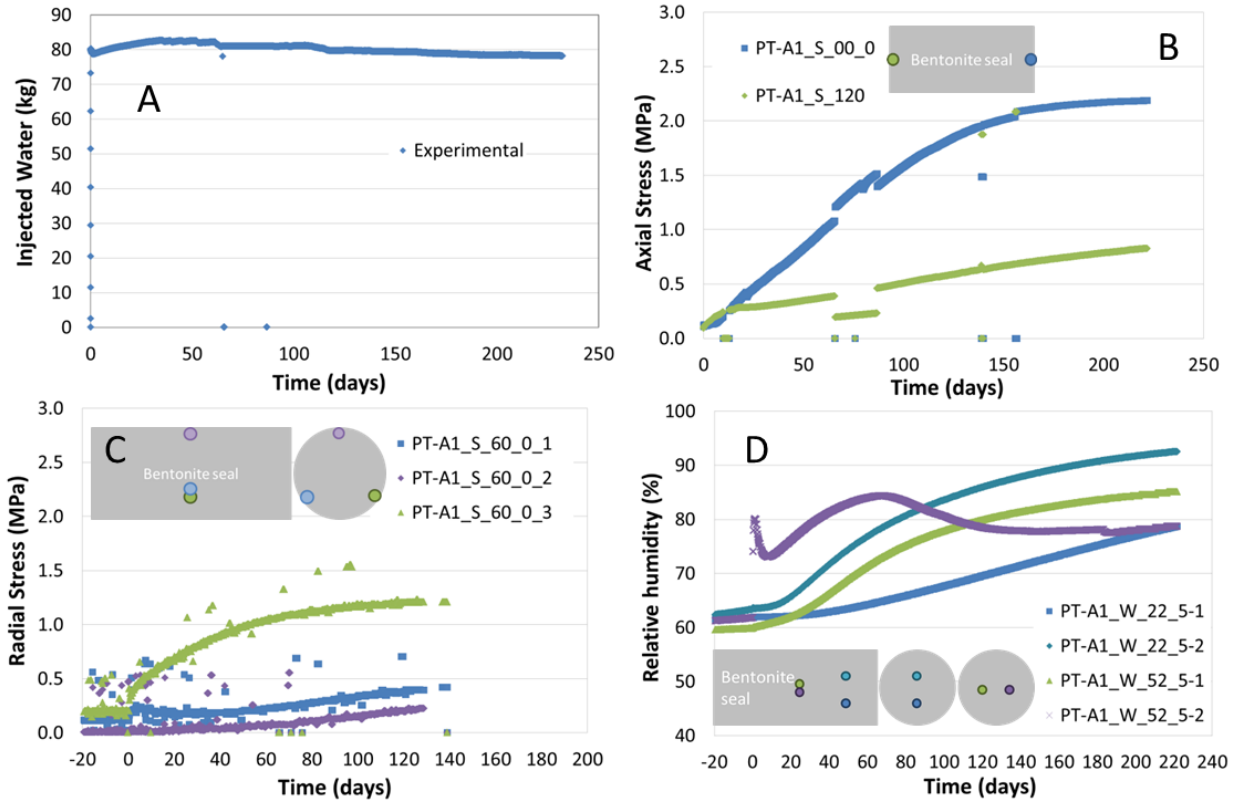 Injected Water (kg)
90
80
70
60
50
40
30
20
10
0
A
Experimental
0
50
100
150
200
250
Time (days)
Axial Stress (MPa)
3.0
2.5
2.0
1.5
1.0
0.5
0.0
PT-A1_S_00_0
PT-A1_S_120
Bentonite seal
B
0
50
100
150
200
250
Time (days)
Radial Stress (MPa)
3.0
2.5
2.0
1.5
1.0
0.5
0.0
C
Bentonite seal
PT-A1_S_60_0_1
PT-A1_S_60_0_2
PT-A1_S_60_0_3
-20
0
20
40
60
80
100
120
140
160
180
200
Time (days)
Relative humidity (%)
100
90
80
70
60
50
40
D
PT-A1_W_22_5-1
PT-A1_W_22_5-2
PT-A1_W_52_5-1
PT-A1_W_52_5-2
Bentonite
seal
-20
0
20
40
60
80
100
120
140
160
180
200
220
240
Time (days)